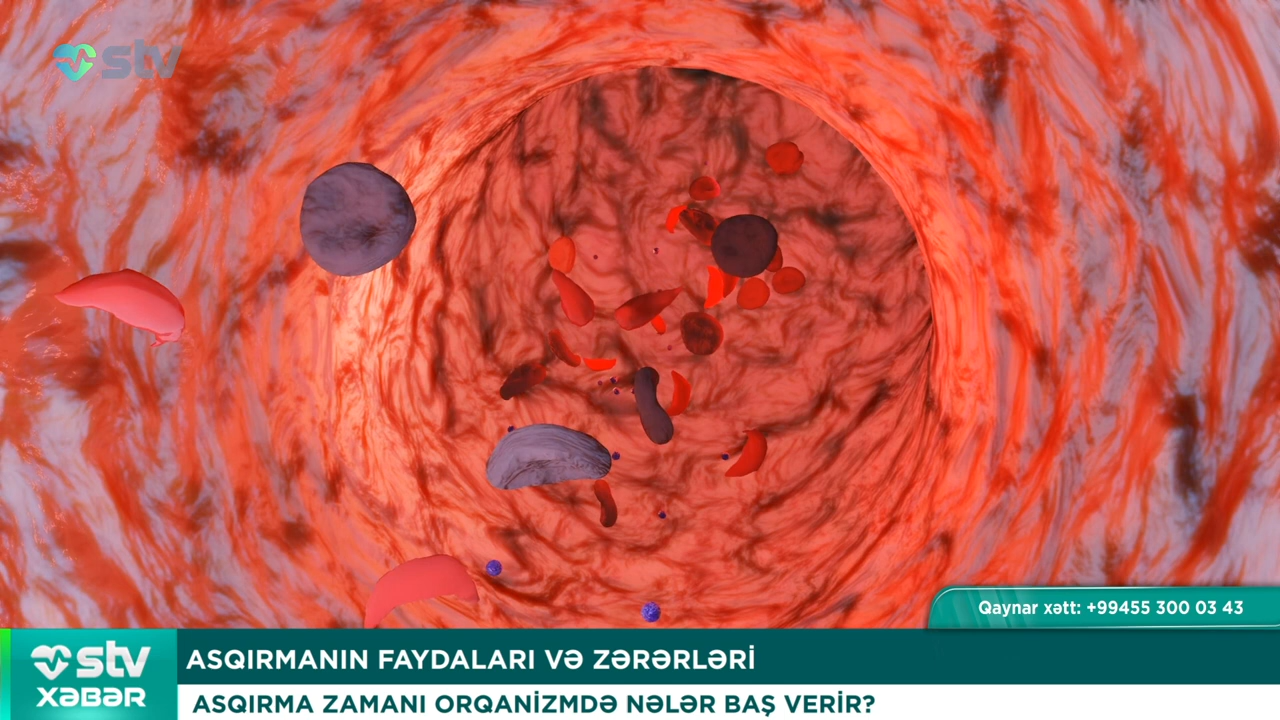 stv
Qaynar xətt: +99455 300 03 43
stv
XƏBƏR
ASQIRMANIN FAYDALARI VƏ ZƏRƏRLƏRİ
ASQIRMA ZAMANI ORQANİZMDƏ NƏLƏR BAŞ VERİR?